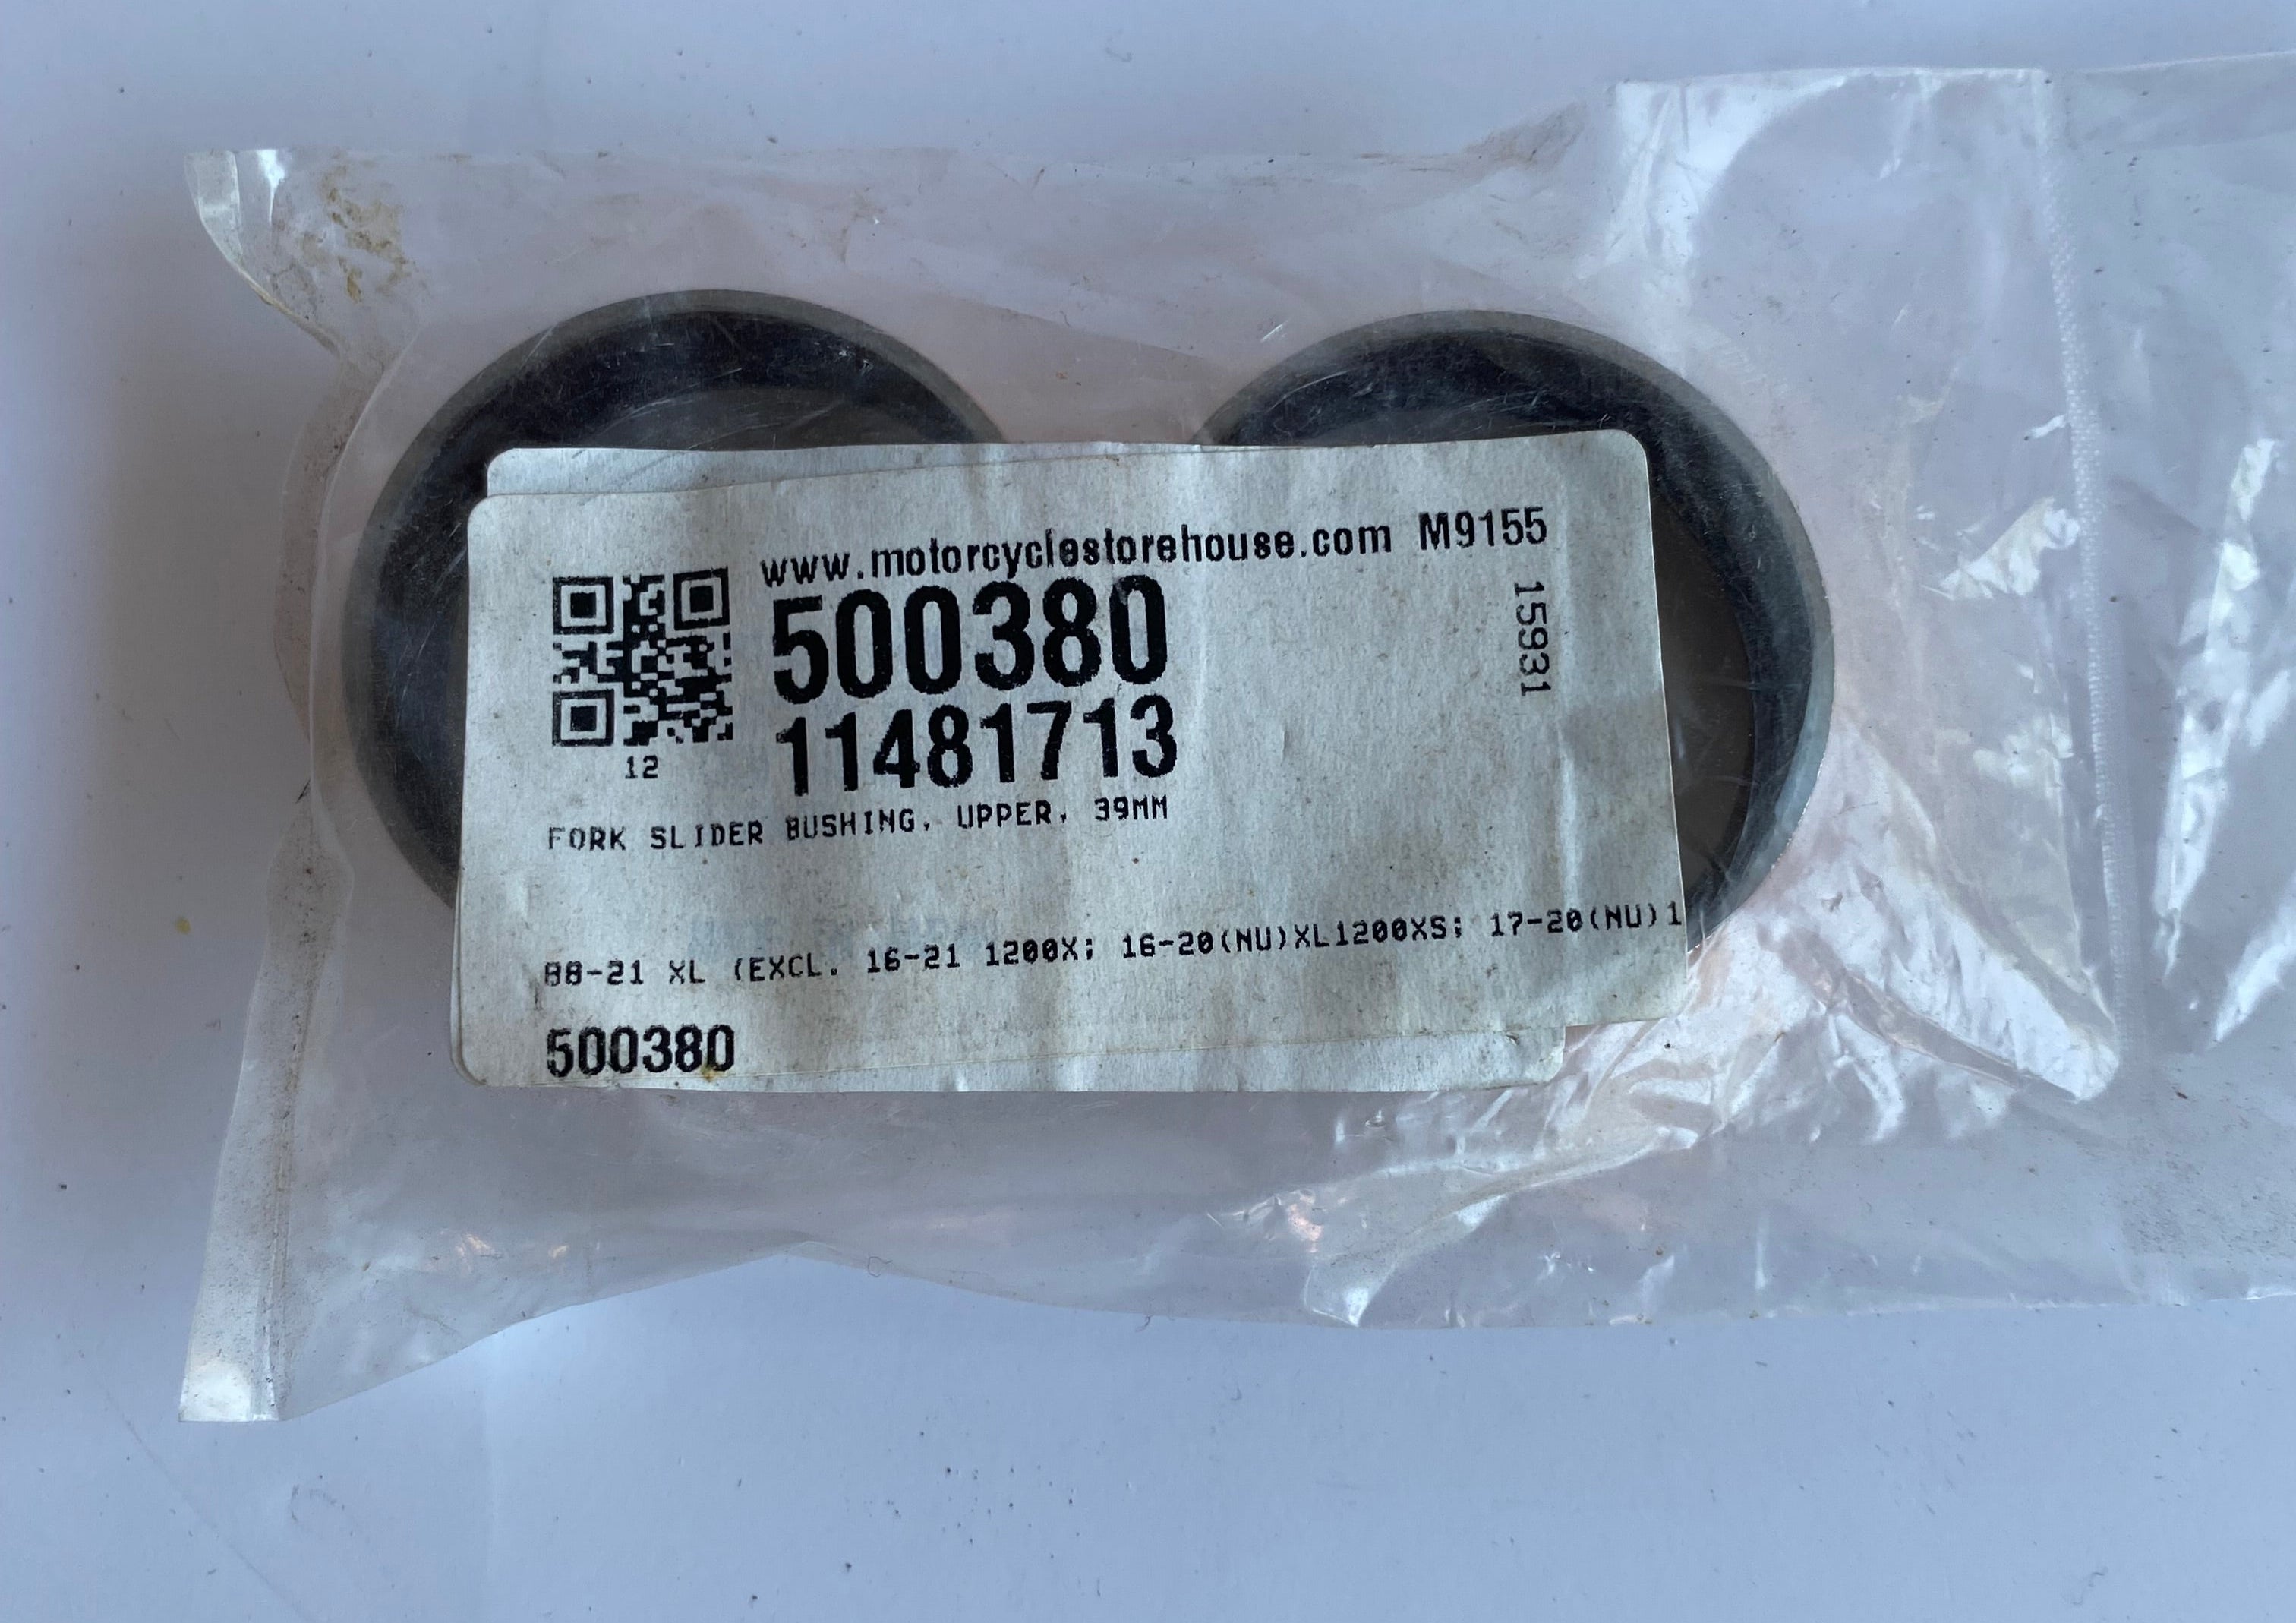 www.motorcyclestorehouse.com M9155
500380
15931
11481713
12
FORK SLIDER BUSHING, UPPER, 39MM
88-21 XL (EXCL. 16-21 1200X; 16-20(NU)XL1200XS; 17-20(NU)1
500380